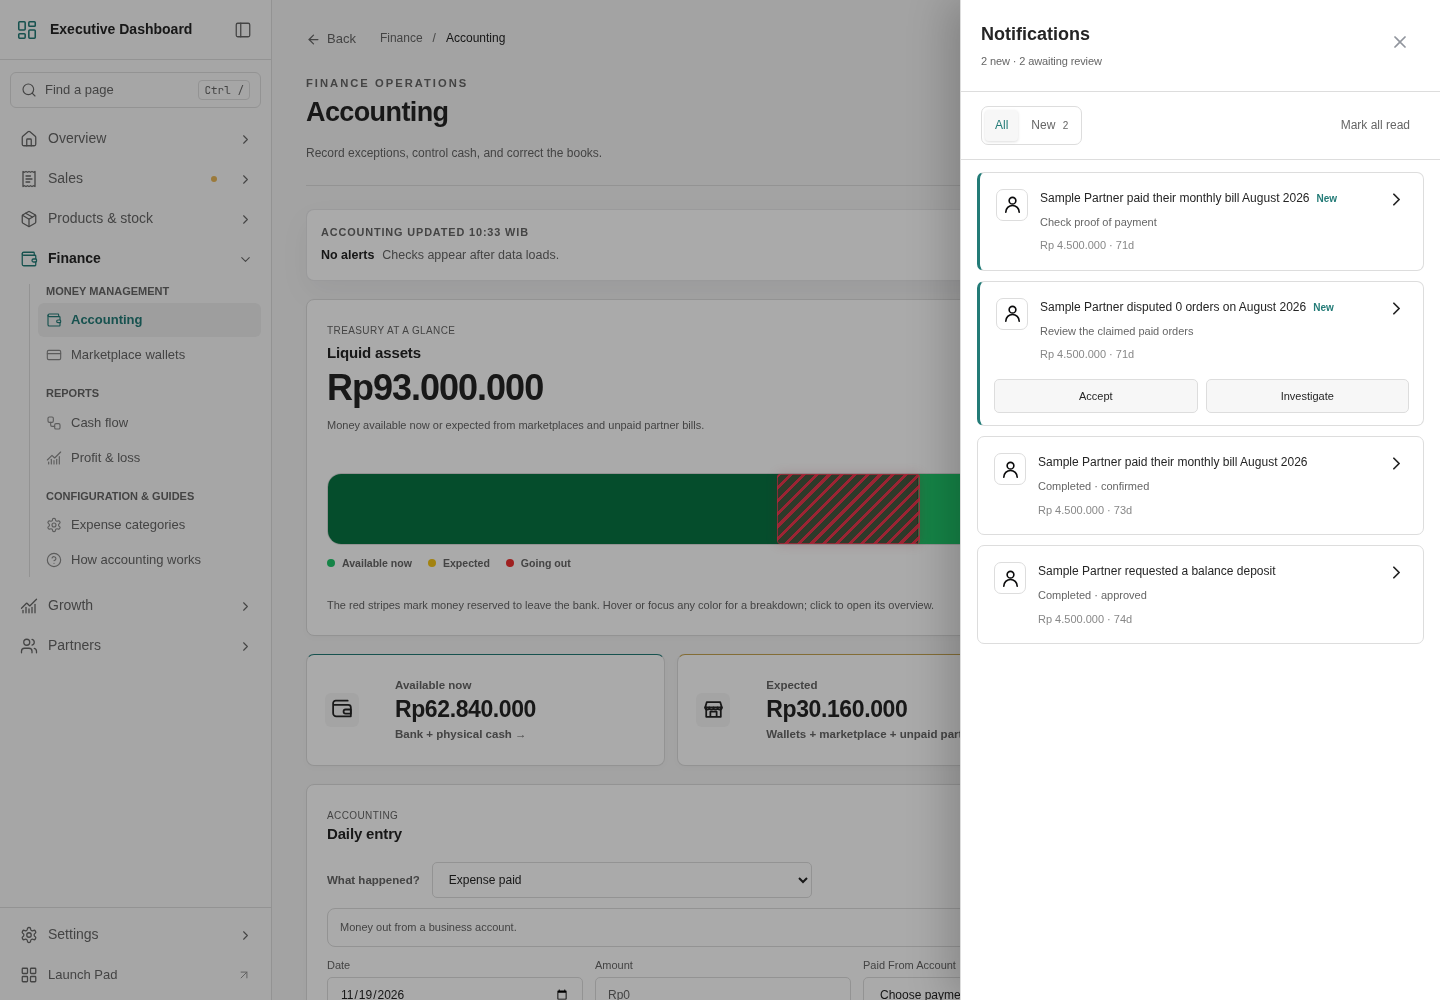 Executive Dashboard
Find a page
Ctrl /
Overview
Sales
Products & stock
Finance
MONEY MANAGEMENT
Accounting
Marketplace wallets
REPORTS
Cash flow
Profit & loss
CONFIGURATION & GUIDES
Expense categories
How accounting works
Growth
Partners
Settings
Launch Pad
Back
Finance / Accounting
FINANCE OPERATIONS
Accounting
Record exceptions, control cash, and correct the books.
ACCOUNTING UPDATED 10:33 WIB
No alerts Checks appear after data loads.
TREASURY AT A GLANCE
Liquid assets
Rp93.000.000
Money available now or expected from marketplaces and unpaid partner bills.
Available now
Expected
Going out
The red stripes mark money reserved to leave the bank. Hover or focus any color for a breakdown; click to open its overview.
Available now
Rp62.840.000
Bank + physical cash →
Expected
Rp30.160.000
Wallets + marketplace + unpaid par
ACCOUNTING
Daily entry
What happened?
Expense paid
Money out from a business account.
Date
11/19/2026
Amount
Rp0
Paid From Account
Choose payme
Notifications
2 new · 2 awaiting review
All
New 2
Mark all read
Sample Partner paid their monthly bill August 2026 New
Check proof of payment
Rp 4.500.000 · 71d
Sample Partner disputed 0 orders on August 2026 New
Review the claimed paid orders
Rp 4.500.000 · 71d
Accept
Investigate
Sample Partner paid their monthly bill August 2026
Completed · confirmed
Rp 4.500.000 · 73d
Sample Partner requested a balance deposit
Completed · approved
Rp 4.500.000 · 74d